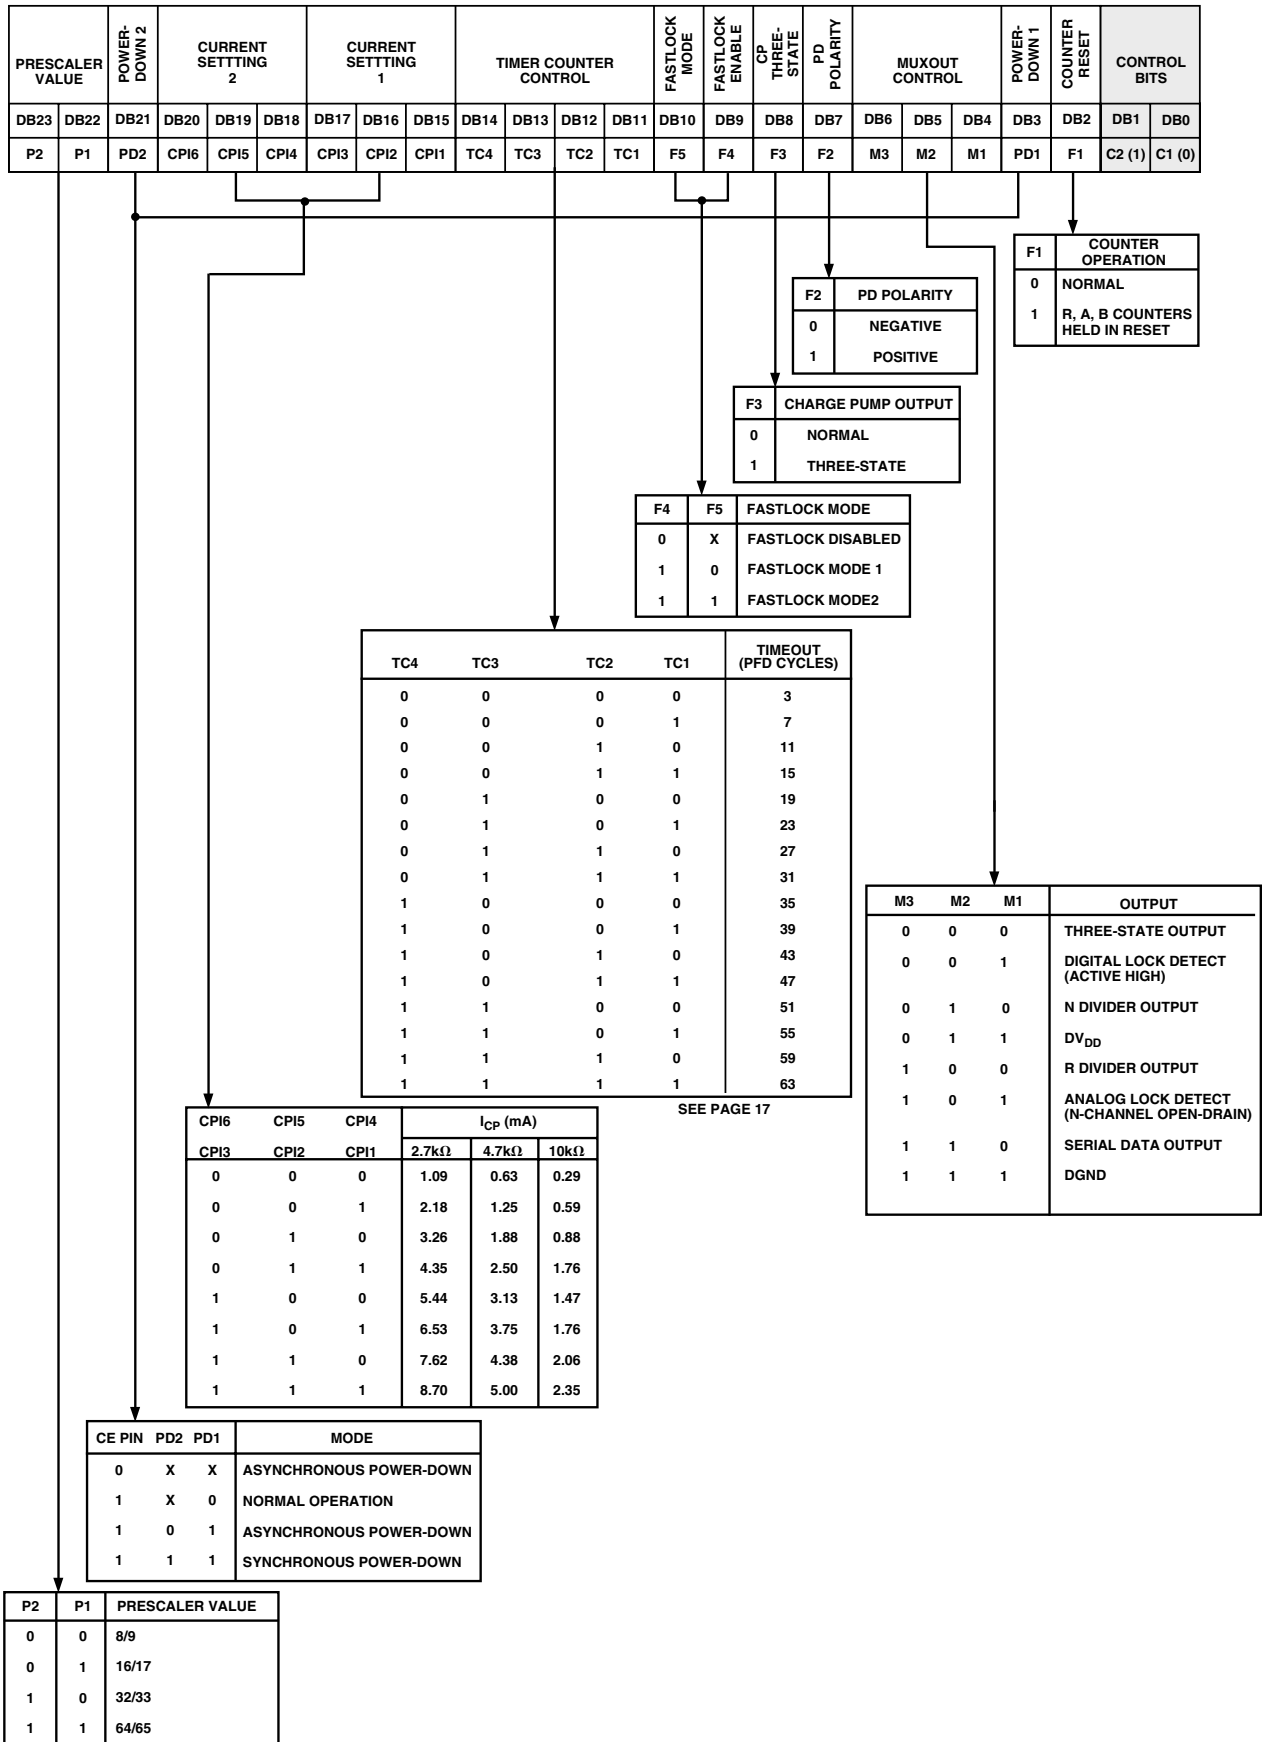 PRESCALER VALUE
POWER-DOWN 2
CURRENT SETTTING 2
CURRENT SETTTING 1
TIMER COUNTER CONTROL
FASTLOCK MODE
FASTLOCK ENABLE
CP THREE-STATE
PD POLARITY
MUXOUT CONTROL
POWER-DOWN 1
COUNTER RESET
CONTROL BITS
DB23 DB22 DB21 DB20 DB19 DB18 DB17 DB16 DB15 DB14 DB13 DB12 DB11 DB10 DB9 DB8 DB7 DB6 DB5 DB4 DB3 DB2 DB1 DB0
P2 P1 PD2 CPI6 CPI5 CPI4 CPI3 CPI2 CPI1 TC4 TC3 TC2 TC1 F5 F4 F3 F2 M3 M2 M1 PD1 F1 C2 (1) C1 (0)
F1 COUNTER OPERATION
0 NORMAL
1 R, A, B COUNTERS
HELD IN RESET
F2 PD POLARITY
0 NEGATIVE
1 POSITIVE
F3 CHARGE PUMP OUTPUT
0 NORMAL
1 THREE-STATE
F4 F5 FASTLOCK MODE
0 X FASTLOCK DISABLED
1 0 FASTLOCK MODE 1
1 1 FASTLOCK MODE2
TC4 TC3 TC2 TC1 TIMEOUT (PFD CYCLES)
0 0 0 0 3
0 0 0 1 7
0 0 1 0 11
0 0 1 1 15
0 1 0 0 19
0 1 0 1 23
0 1 1 0 27
0 1 1 1 31
1 0 0 0 35
1 0 0 1 39
1 0 1 0 43
1 0 1 1 47
1 1 0 0 51
1 1 0 1 55
1 1 1 0 59
1 1 1 1 63
SEE PAGE 17
M3 M2 M1 OUTPUT
0 0 0 THREE-STATE OUTPUT
0 0 1 DIGITAL LOCK DETECT
(ACTIVE HIGH)
0 1 0 N DIVIDER OUTPUT
0 1 1 DVDD
1 0 0 R DIVIDER OUTPUT
1 0 1 ANALOG LOCK DETECT
(N-CHANNEL OPEN-DRAIN)
1 1 0 SERIAL DATA OUTPUT
1 1 1 DGND
CPI6 CPI5 CPI4 ICP (mA)
CPI3 CPI2 CPI1 2.7kΩ 4.7kΩ 10kΩ
0 0 0 1.09 0.63 0.29
0 0 1 2.18 1.25 0.59
0 1 0 3.26 1.88 0.88
0 1 1 4.35 2.50 1.76
1 0 0 5.44 3.13 1.47
1 0 1 6.53 3.75 1.76
1 1 0 7.62 4.38 2.06
1 1 1 8.70 5.00 2.35
CE PIN PD2 PD1 MODE
0 X X ASYNCHRONOUS POWER-DOWN
1 X 0 NORMAL OPERATION
1 0 1 ASYNCHRONOUS POWER-DOWN
1 1 1 SYNCHRONOUS POWER-DOWN
P2 P1 PRESCALER VALUE
0 0 8/9
0 1 16/17
1 0 32/33
1 1 64/65